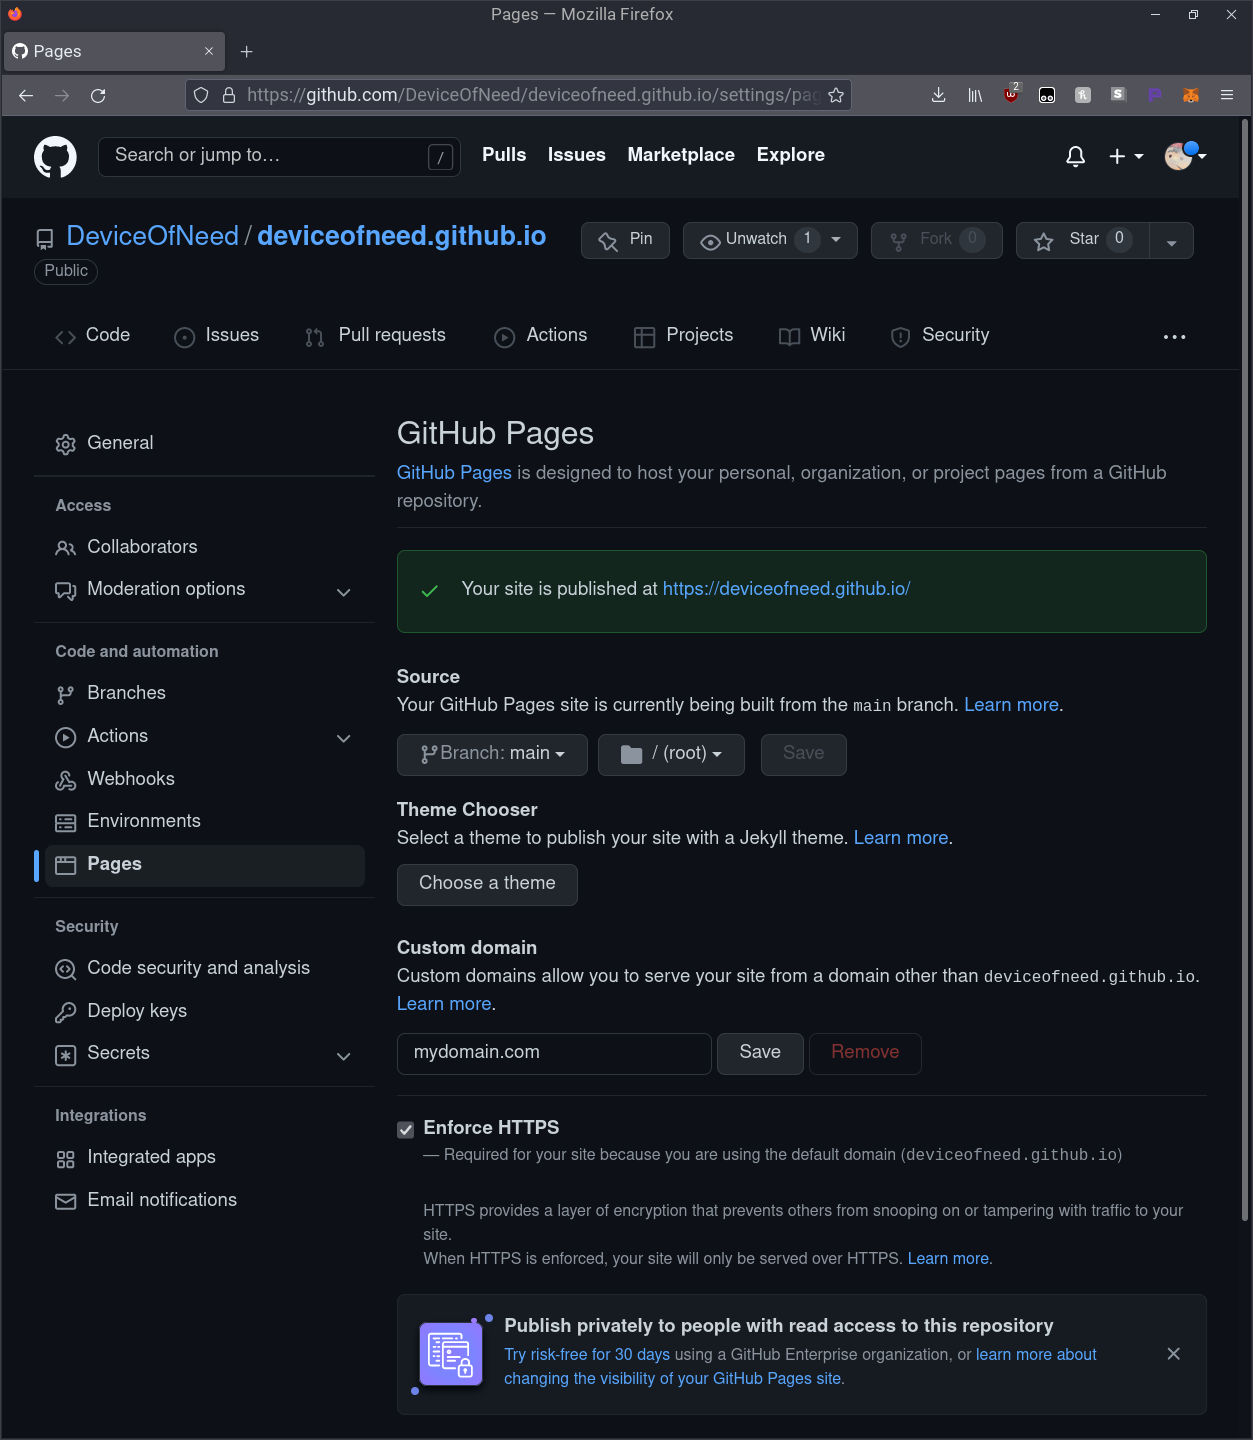 Pages — Mozilla Firefox
Pages
https://github.com/DeviceOfNeed/deviceofneed.github.io/settings/pag
2
Search or jump to…
/
Pulls
Issues
Marketplace
Explore
DeviceOfNeed / deviceofneed.github.io
Public
Pin
Unwatch 1
Fork 0
Star 0
Code
Issues
Pull requests
Actions
Projects
Wiki
Security
General
Access
Collaborators
Moderation options
Code and automation
Branches
Actions
Webhooks
Environments
Pages
Security
Code security and analysis
Deploy keys
Secrets
Integrations
Integrated apps
Email notifications
GitHub Pages
GitHub Pages is designed to host your personal, organization, or project pages from a GitHub
repository.
Your site is published at https://deviceofneed.github.io/
Source
Your GitHub Pages site is currently being built from the main branch. Learn more.
Branch: main
/ (root)
Save
Theme Chooser
Select a theme to publish your site with a Jekyll theme. Learn more.
Choose a theme
Custom domain
Custom domains allow you to serve your site from a domain other than deviceofneed.github.io.
Learn more.
mydomain.com
Save
Remove
Enforce HTTPS
— Required for your site because you are using the default domain (deviceofneed.github.io)
HTTPS provides a layer of encryption that prevents others from snooping on or tampering with traffic to your
site.
When HTTPS is enforced, your site will only be served over HTTPS. Learn more.
Publish privately to people with read access to this repository
Try risk-free for 30 days using a GitHub Enterprise organization, or learn more about
changing the visibility of your GitHub Pages site.